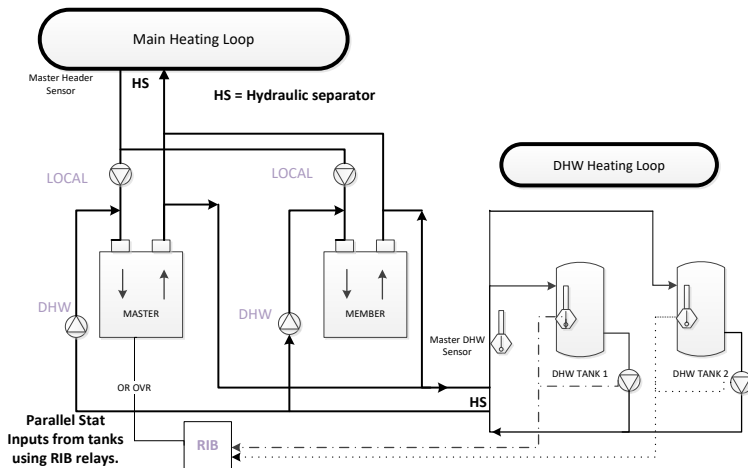 Main Heating Loop
Master Header
Sensor
HS
HS = Hydraulic separator
LOCAL
LOCAL
DHW Heating Loop
MASTER
MEMBER
DHW
DHW
Master DHW
Sensor
DHW TANK 1
DHW TANK 2
OR OVR
HS
Parallel Stat
Inputs from tanks
using RIB relays.
RIB